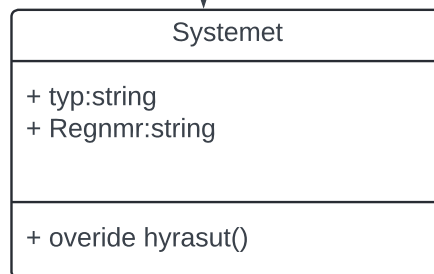 Systemet
+ typ:string
+ Regnmr:string
+ overide hyrasut()